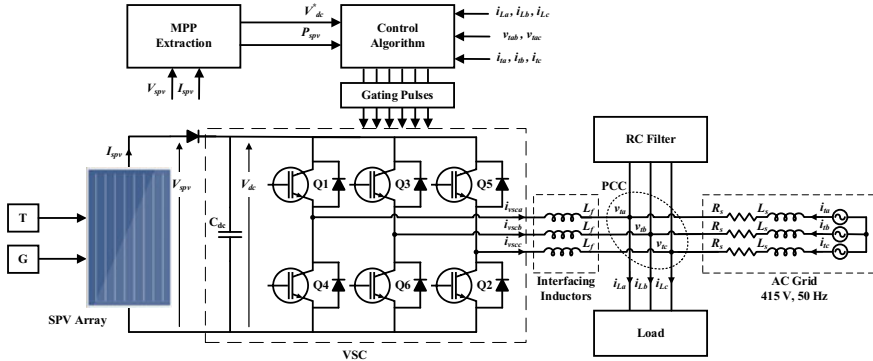 MPP
Extraction
V*dc
Pspv
Control
Algorithm
iLa, iLb, iLc
vtab, vtac
ita, itb, itc
Vspv
Ispv
Gating Pulses
Ispv
Vspv
Vdc
Cdc
T
G
SPV Array
Q1
Q3
Q5
Q4
Q6
Q2
VSC
ivsca
ivscb
ivscc
Lf
Lf
Lf
Interfacing
Inductors
RC Filter
PCC
vta
vtb
vtc
iLa
iLb
iLc
Load
Rs
Ls
ita
Rs
Ls
itb
Rs
Ls
itc
AC Grid
415 V, 50 Hz